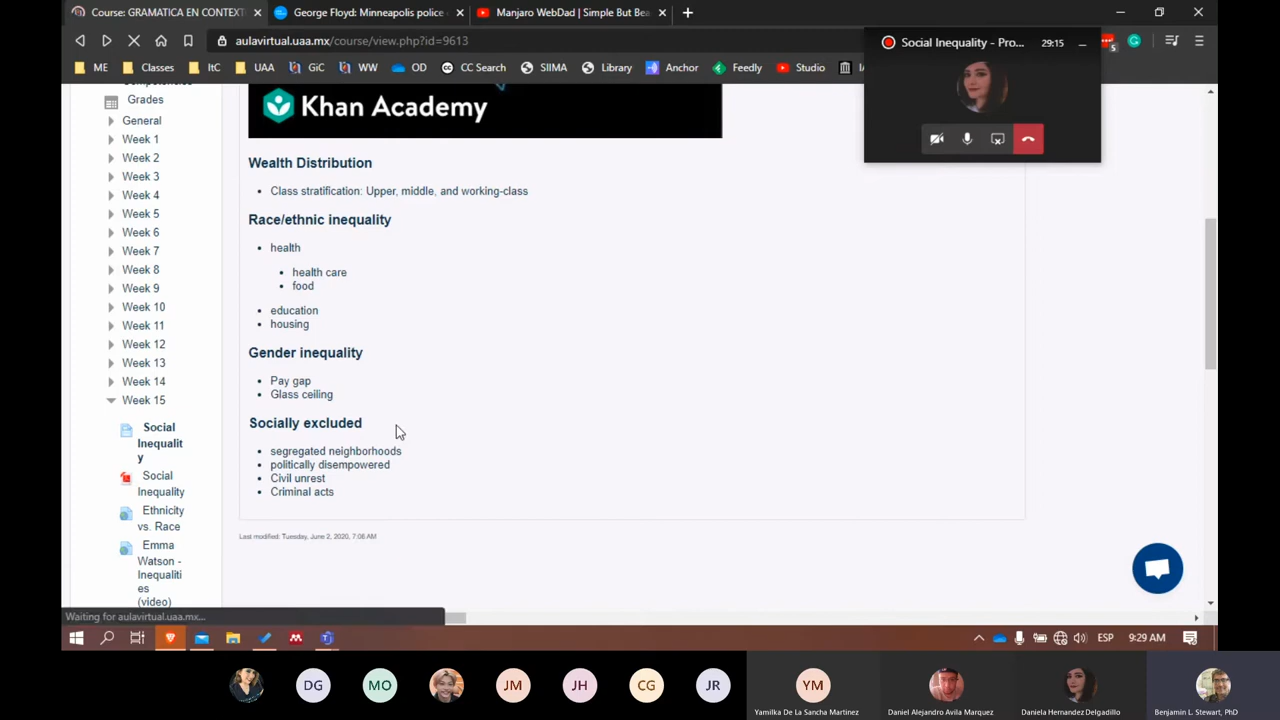 Course: GRAMATICA EN CONTEXT
George Floyd: Minneapolis police
Manjaro WebDad | Simple But Bea
aulavirtual.uaa.mx/course/view.php?id=9613
Social Inequality - Pro...
29:15
5
ME
Classes
ItC
UAA
GiC
WW
OD
CC Search
SIIMA
Library
Anchor
Feedly
Studio
Grades
General
Week 1
Week 2
Week 3
Week 4
Week 5
Week 6
Week 7
Week 8
Week 9
Week 10
Week 11
Week 12
Week 13
Week 14
Week 15
Social
Inequalit
y
Social
Inequality
Ethnicity
vs. Race
Emma
Watson -
Inequaliti
es
(video)
Khan Academy
Wealth Distribution
Class stratification: Upper, middle, and working-class
Race/ethnic inequality
health
health care
food
education
housing
Gender inequality
Pay gap
Glass ceiling
Socially excluded
segregated neighborhoods
politically disempowered
Civil unrest
Criminal acts
Last modified: Tuesday, June 2, 2020, 7:08 AM
Waiting for aulavirtual.uaa.mx...
ESP
9:29 AM
DG
MO
JM
JH
CG
JR
YM
Yamilka De La Sancha Martinez
Daniel Alejandro Avila Marquez
Daniela Hernandez Delgadillo
Benjamin L. Stewart, PhD